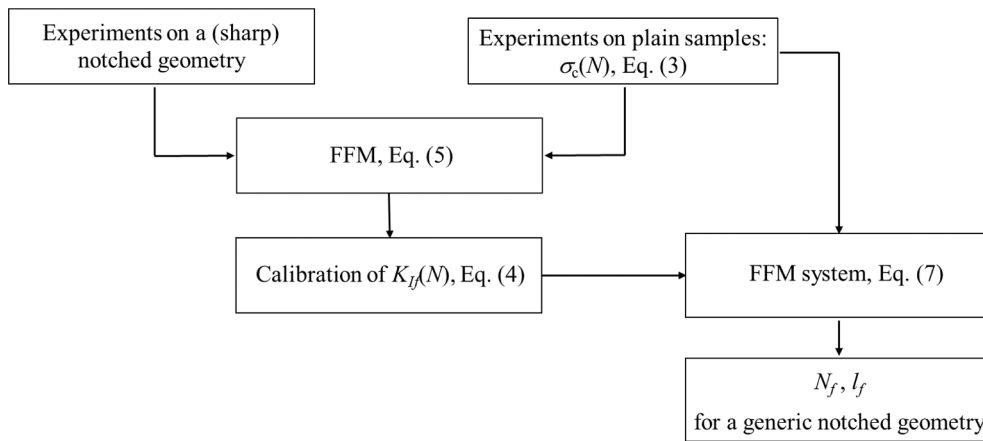 Experiments on a (sharp)
notched geometry
Experiments on plain samples:
σc(N), Eq. (3)
FFM, Eq. (5)
Calibration of KIf(N), Eq. (4)
FFM system, Eq. (7)
Nf , lf
for a generic notched geometry